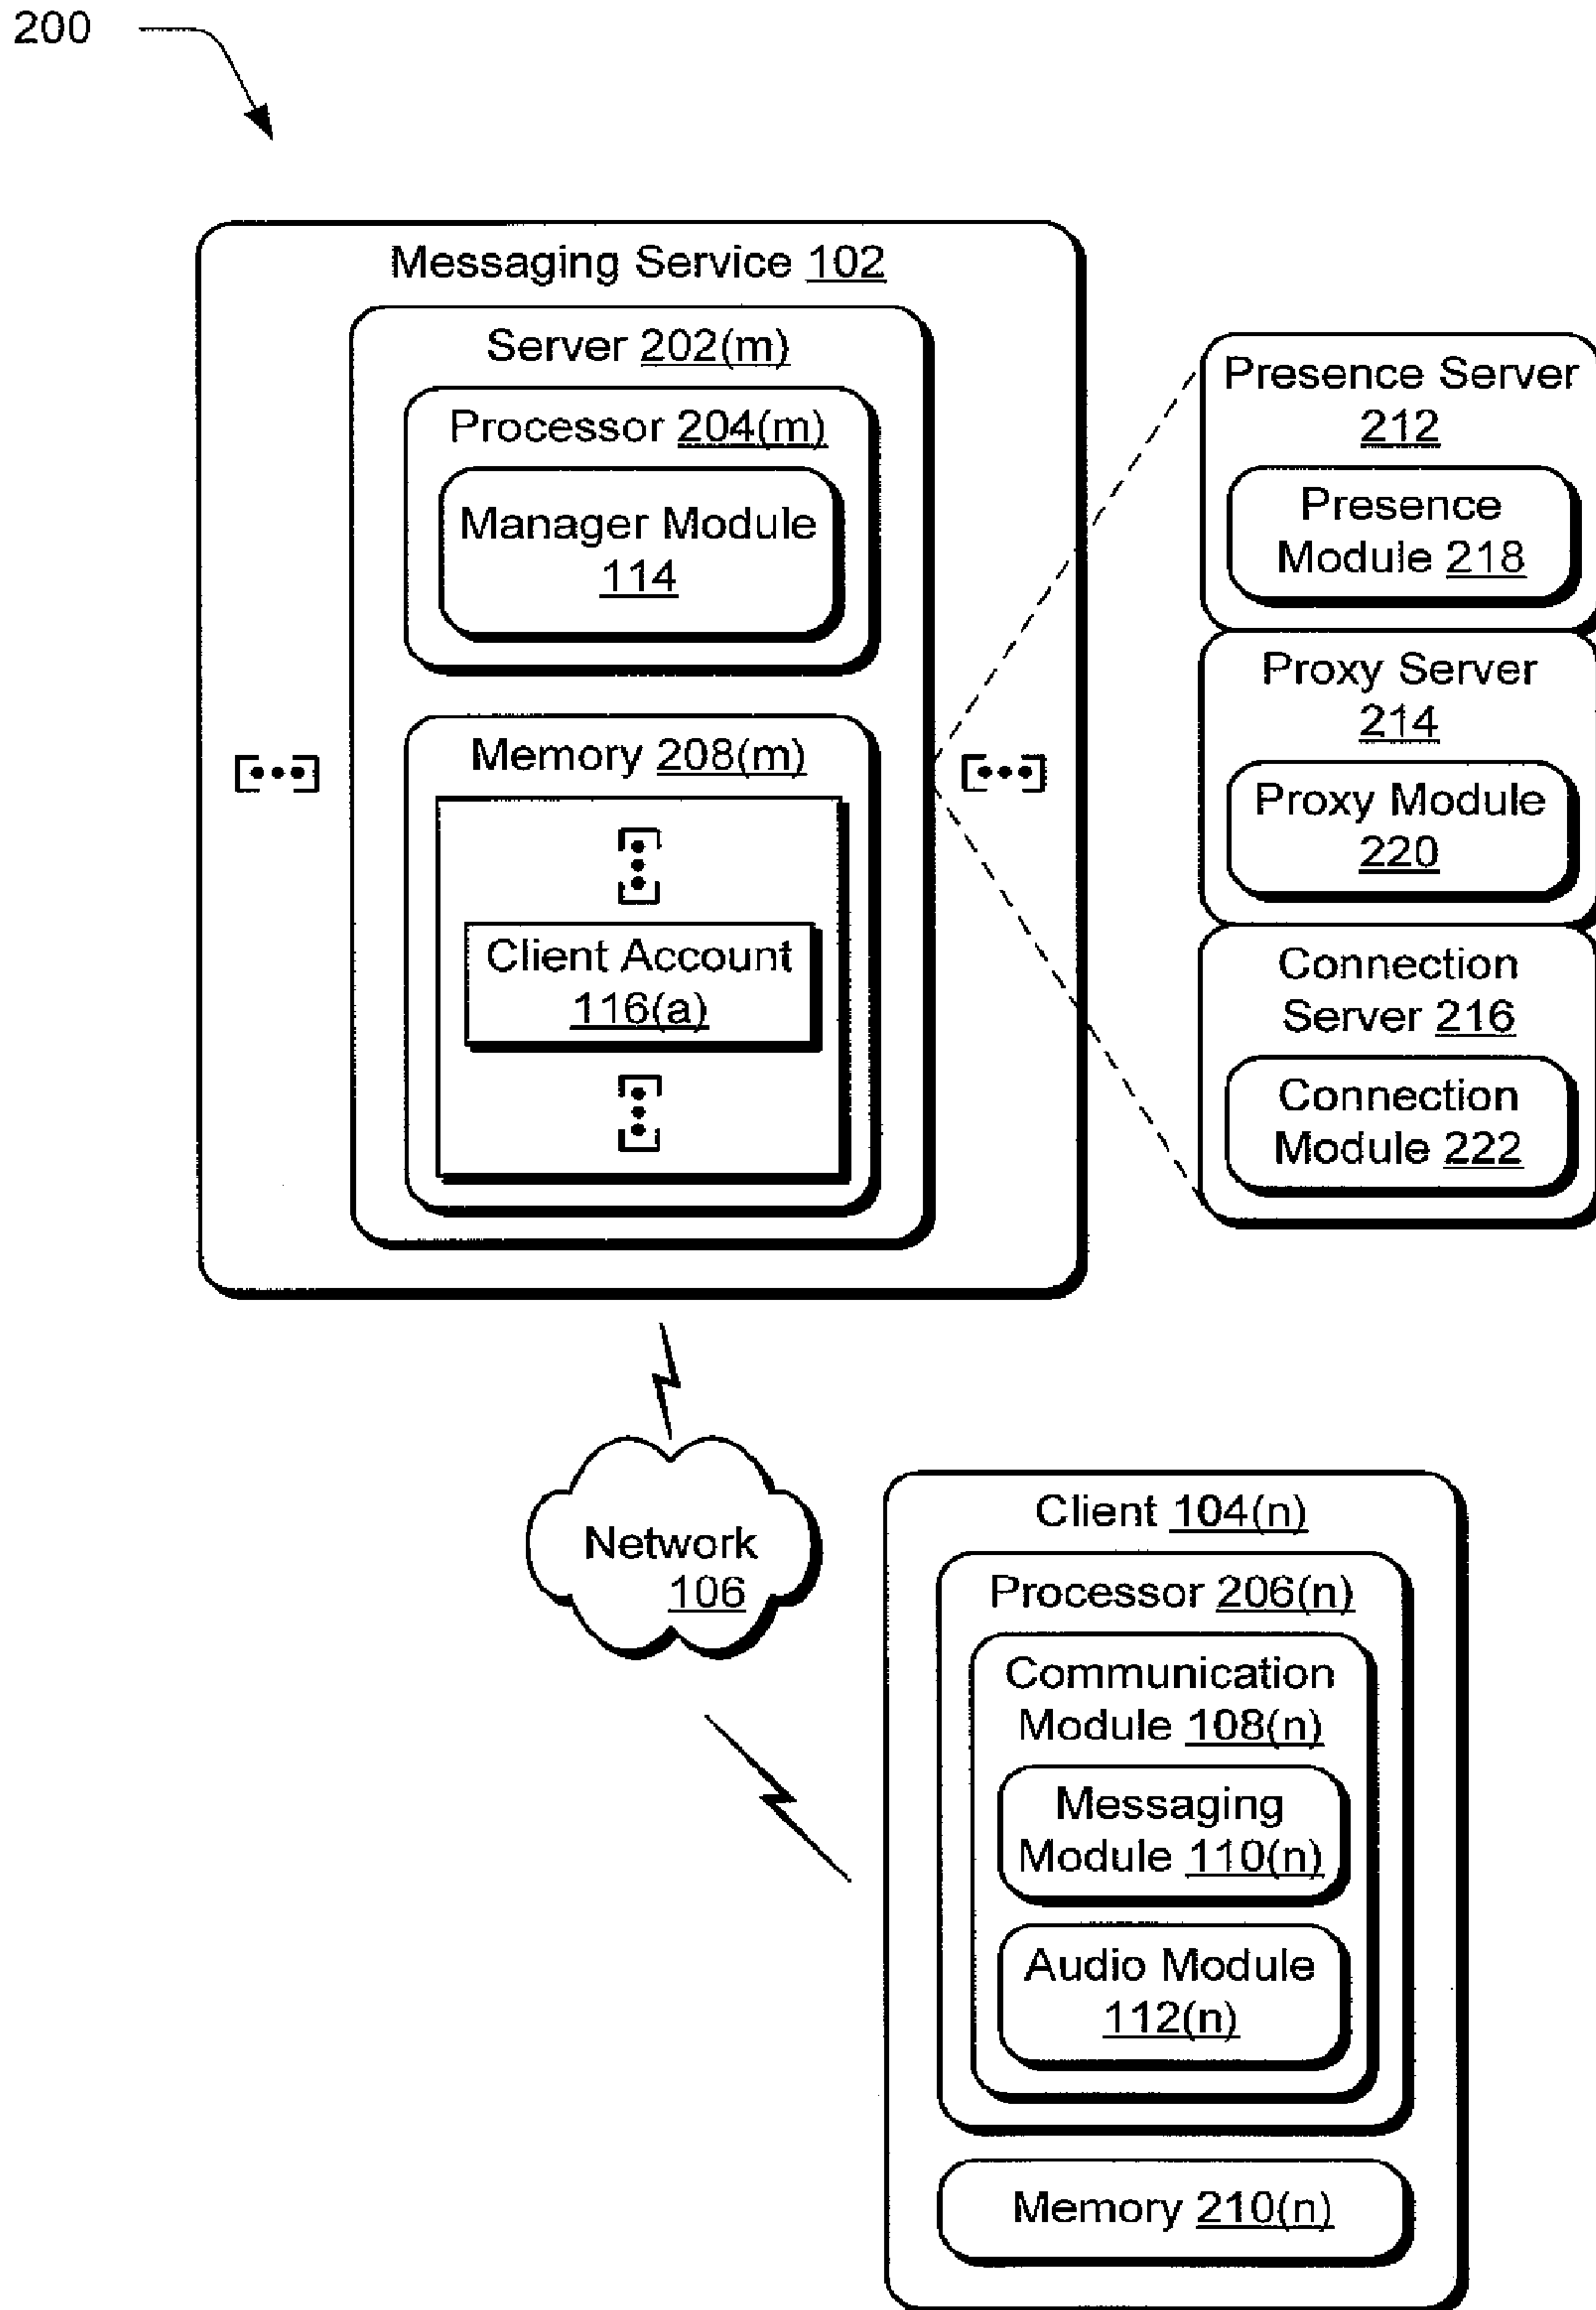 200
Messaging Service 102
Server 202(m)
Processor 204(m)
Manager Module
114
Memory 208(m)
Client Account
116(a)
Presence Server
212
Presence
Module 218
Proxy Server
214
Proxy Module
220
Connection
Server 216
Connection
Module 222
Network
106
Client 104(n)
Processor 206(n)
Communication
Module 108(n)
Messaging
Module 110(n)
Audio Module
112(n)
Memory 210(n)